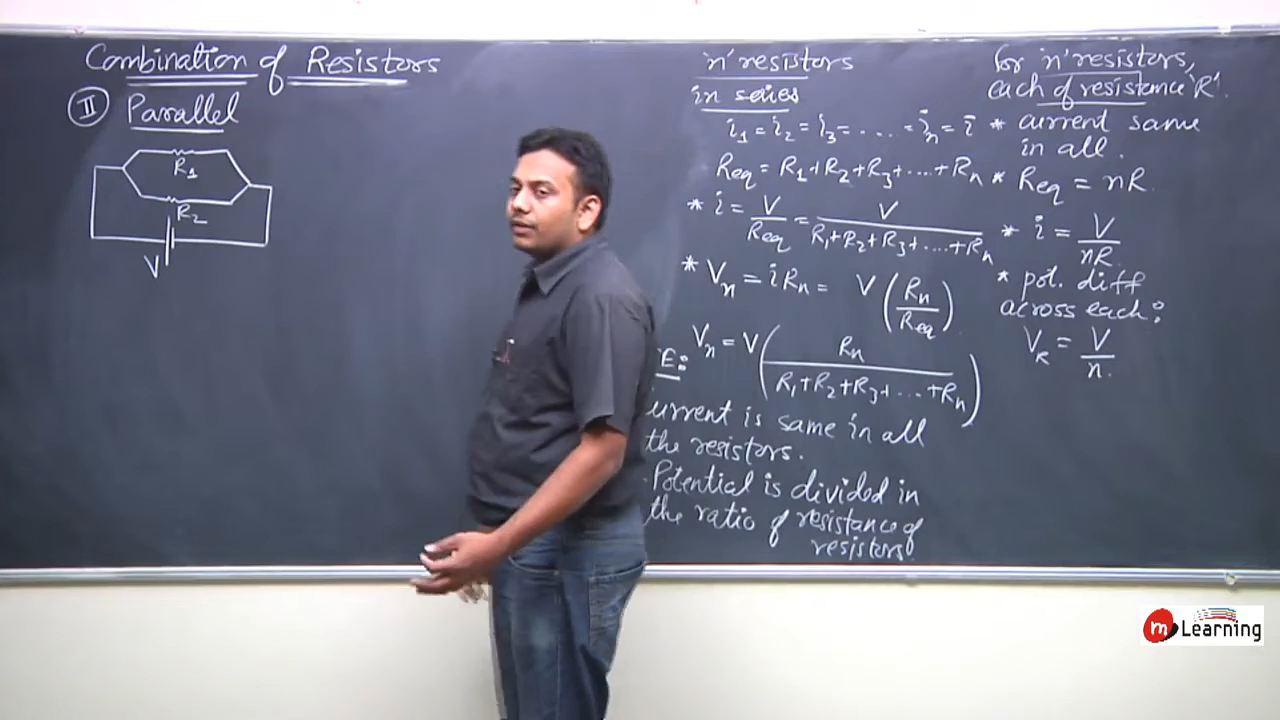 Combination of Resistors
II Parallel
R1
R2
V
'n' resistors
in series
i1 = i2 = i3 = .... = in = i
Req = R1+R2+R3+...+Rn
* i = V/Req = V/(R1+R2+R3+....+Rn)
* Vn = iRn = V(Rn/Req)
Vn = V(Rn/(R1+R2+R3+...+Rn))
E:
urrent is same in all
the resistors.
Potential is divided in
the ratio of resistance of
resistors.
for 'n' resistors,
each of resistance 'R'.
* current same
in all.
* Req = nR.
* i = V/nR
* pot. diff
across each:
= V/n.
m Learning